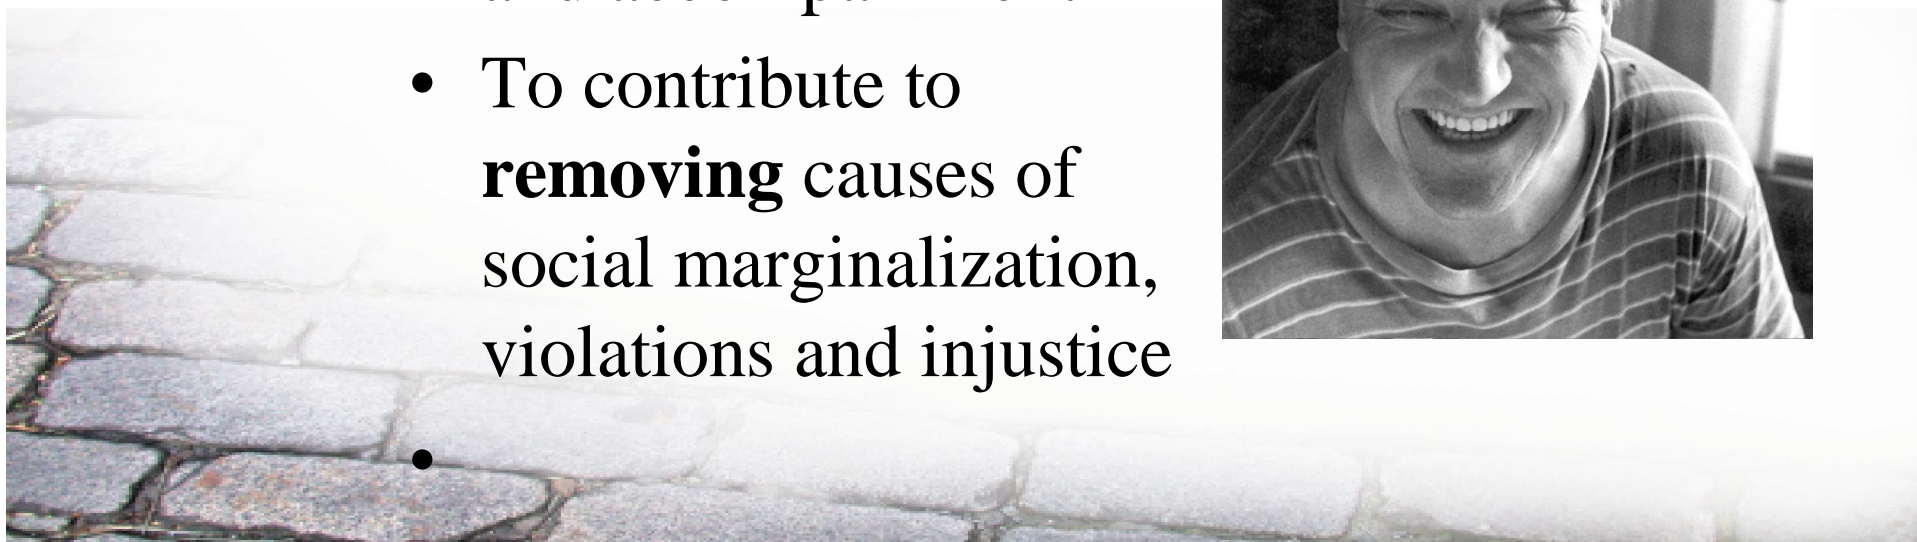 • To contribute to
removing causes of
social marginalization,
violations and injustice
•